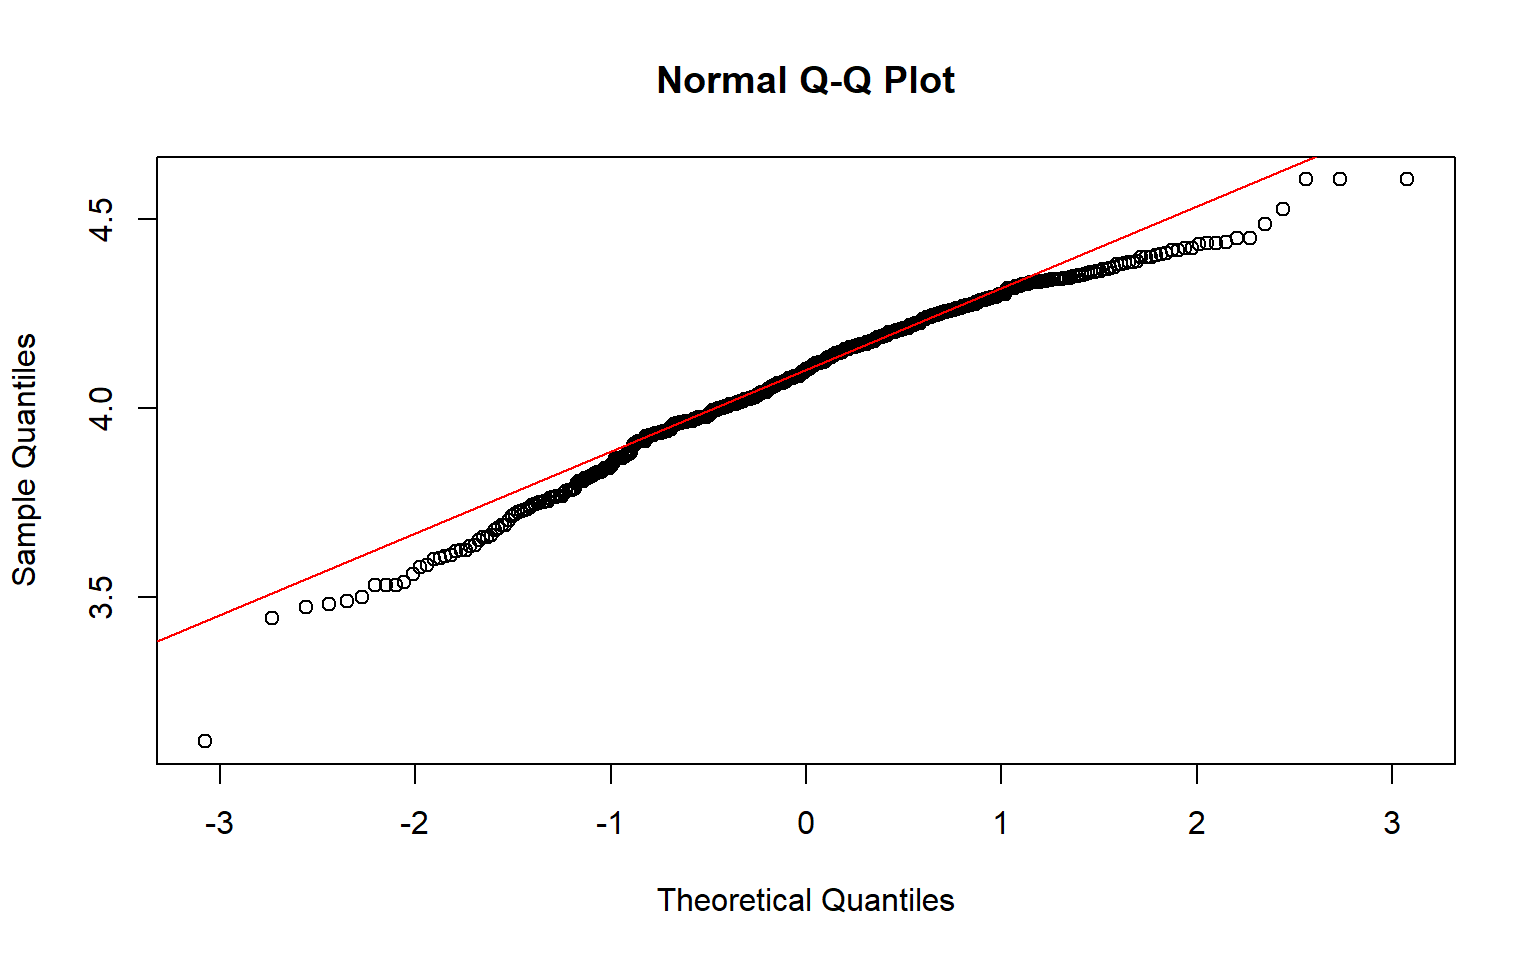 Normal Q-Q Plot
Sample Quantiles
4.5
4.0
3.5
-3 -2 -1 0 1 2 3
Theoretical Quantiles